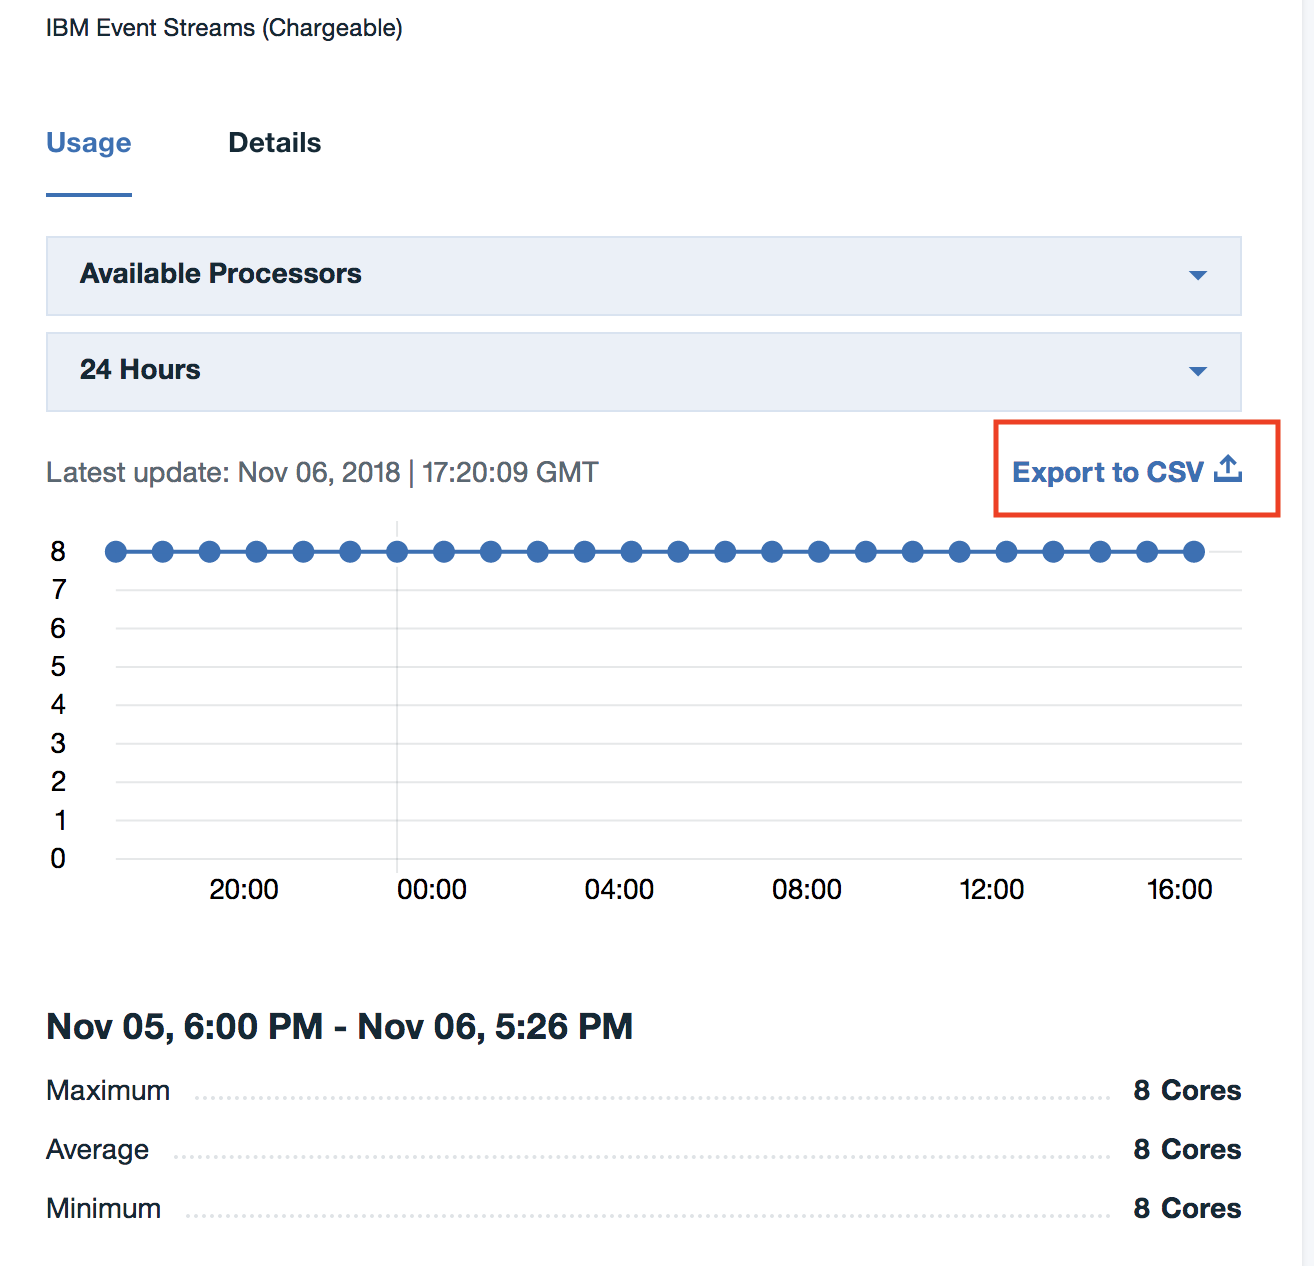 IBM Event Streams (Chargeable)
Usage Details
Available Processors
24 Hours
Latest update: Nov 06, 2018 | 17:20:09 GMT Export to CSV
8
7
6
5
4
3
2
1
0
20:00 00:00 04:00 08:00 12:00 16:00
Nov 05, 6:00 PM - Nov 06, 5:26 PM
Maximum 8 Cores
Average 8 Cores
Minimum 8 Cores